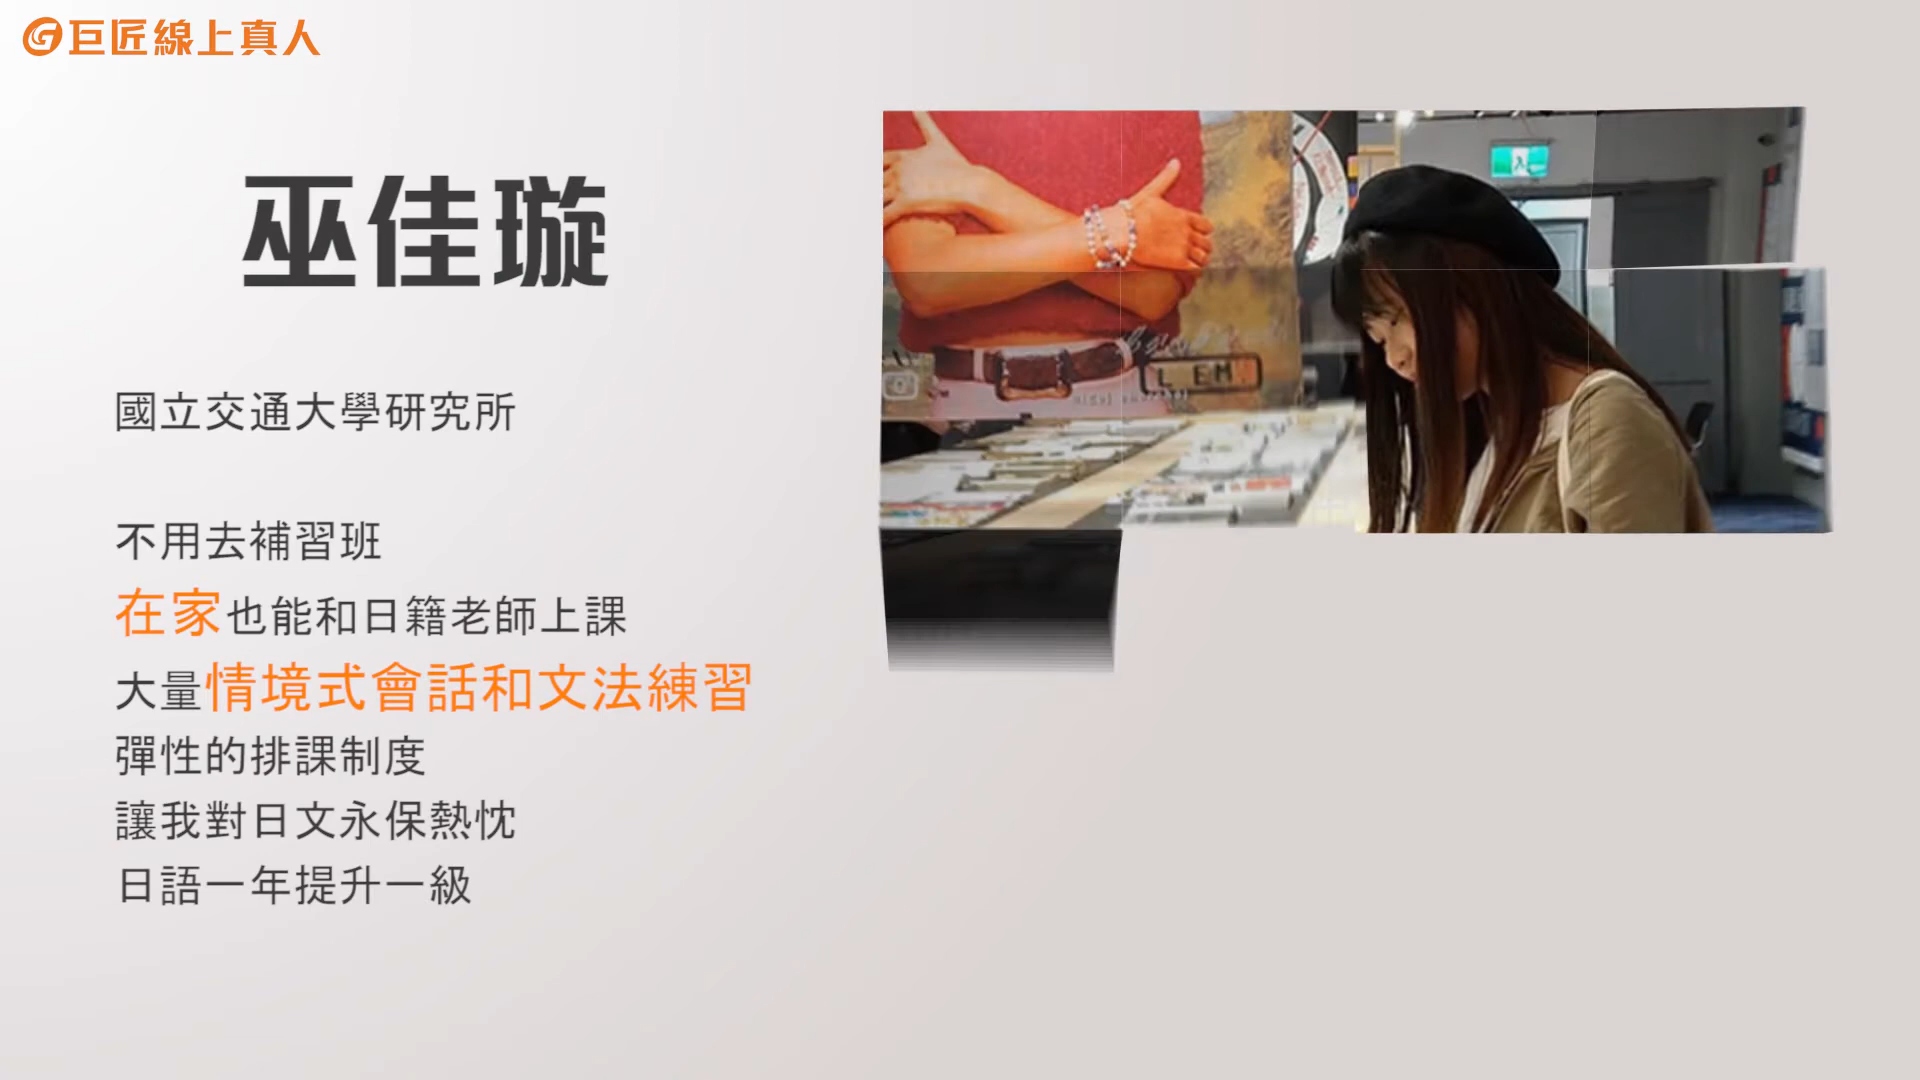 巨匠線上真人
巫佳璇
國立交通大學研究所
不用去補習班
在家也能和日籍老師上課
大量情境式會話和文法練習
彈性的排課制度
讓我對日文永保熱忱
日語一年提升一級